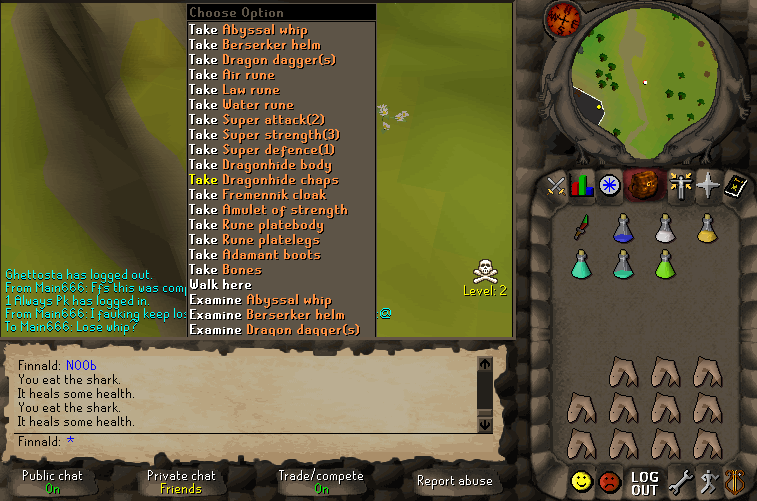 Choose Option
Take Abyssal whip
Take Berserker helm
Take Dragon dagger(s)
Take Air rune
Take Law rune
Take Water rune
Take Super attack(2)
Take Super strength(3)
Take Super defence(1)
Take Dragonhide body
Take Dragonhide chaps
Take Fremennik cloak
Take Amulet of strength
Take Rune platebody
Take Rune platelegs
Take Adamant boots
Take Bones
Walk here
Examine Abyssal whip
Examine Berserker helm
Examine Dragon dagger(s)
Ghettosta has logged out.
From Main666: Ffs this was com
1 Always Pk has logged in.
From Main666: I fauking keep los
@
To Main666: Lose whip?
Level: 2
Finnald: N00b
You eat the shark.
It heals some health.
You eat the shark.
It heals some health.
Finnald: *
Public chat
On
Private chat
Friends
Trade/compete
On
Report abuse
LOG
OUT